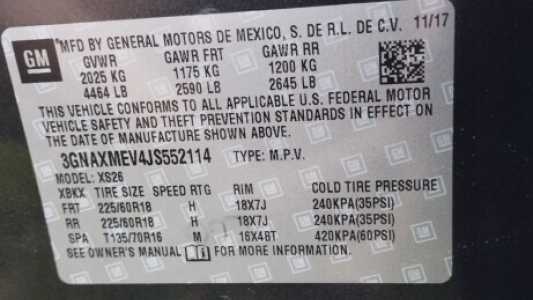 GM
MFD BY GENERAL MOTORS DE MEXICO, S. DE R.L. DE C.V. 11/17
GVWR GAWR FRT GAWR RR
2025 KG 1175 KG 1200 KG
4464 LB 2590 LB 2645 LB
THIS VEHICLE CONFORMS TO ALL APPLICABLE U.S. FEDERAL MOTOR
VEHICLE SAFETY AND THEFT PREVENTION STANDARDS IN EFFECT ON
THE DATE OF MANUFACTURE SHOWN ABOVE.
3GNAXMEV4JS552114 TYPE: M.P.V.
MODEL: XS26
XBKX TIRE SIZE SPEED RTG RIM COLD TIRE PRESSURE
FRT 225/60R18 H 18X7J 240KPA(35PSI)
RR 225/60R18 H 18X7J 240KPA(35PSI)
SPA T135/70R16 M 16X4BT 420KPA(60PSI)
SEE OWNER'S MANUAL FOR MORE INFORMATION.